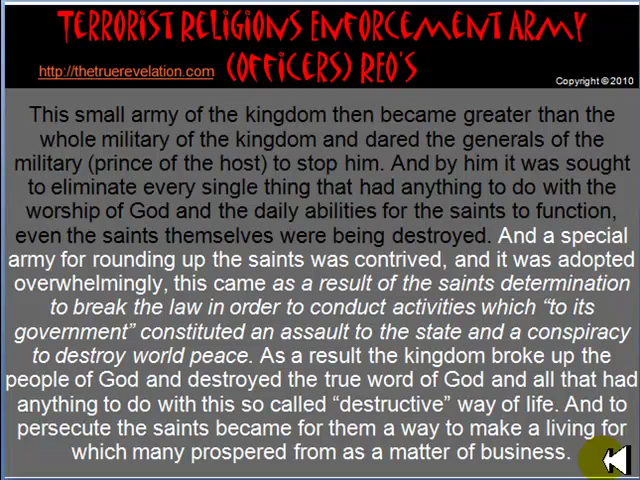 TERRORIST RELIGIONS ENFORCEMENT ARMY
http://thetruerevelation.com (OFFICERS) REO'S
Copyright © 2010
This small army of the kingdom then became greater than the
whole military of the kingdom and dared the generals of the
military (prince of the host) to stop him. And by him it was sought
to eliminate every single thing that had anything to do with the
worship of God and the daily abilities for the saints to function,
even the saints themselves were being destroyed. And a special
army for rounding up the saints was contrived, and it was adopted
overwhelmingly, this came as a result of the saints determination
to break the law in order to conduct activities which “to its
government” constituted an assault to the state and a conspiracy
to destroy world peace. As a result the kingdom broke up the
people of God and destroyed the true word of God and all that had
anything to do with this so called “destructive” way of life. And to
persecute the saints became for them a way to make a living for
which many prospered from as a matter of business.